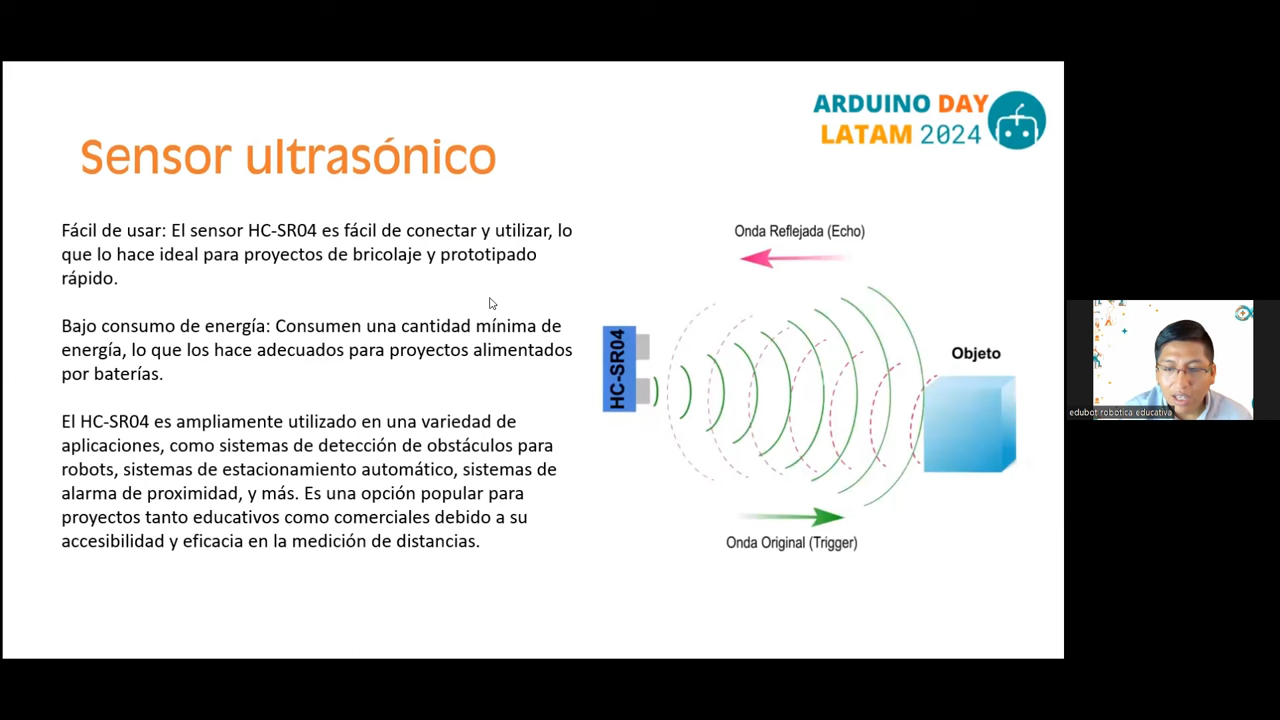 ARDUINO DAY
LATAM 2024
Sensor ultrasónico
Fácil de usar: El sensor HC-SR04 es fácil de conectar y utilizar, lo
que lo hace ideal para proyectos de bricolaje y prototipado
rápido.
Bajo consumo de energía: Consumen una cantidad mínima de
energía, lo que los hace adecuados para proyectos alimentados
por baterías.
El HC-SR04 es ampliamente utilizado en una variedad de
aplicaciones, como sistemas de detección de obstáculos para
robots, sistemas de estacionamiento automático, sistemas de
alarma de proximidad, y más. Es una opción popular para
proyectos tanto educativos como comerciales debido a su
accesibilidad y eficacia en la medición de distancias.
Onda Reflejada (Echo)
HC-SR04
Objeto
Onda Original (Trigger)
edubot robotica educativa